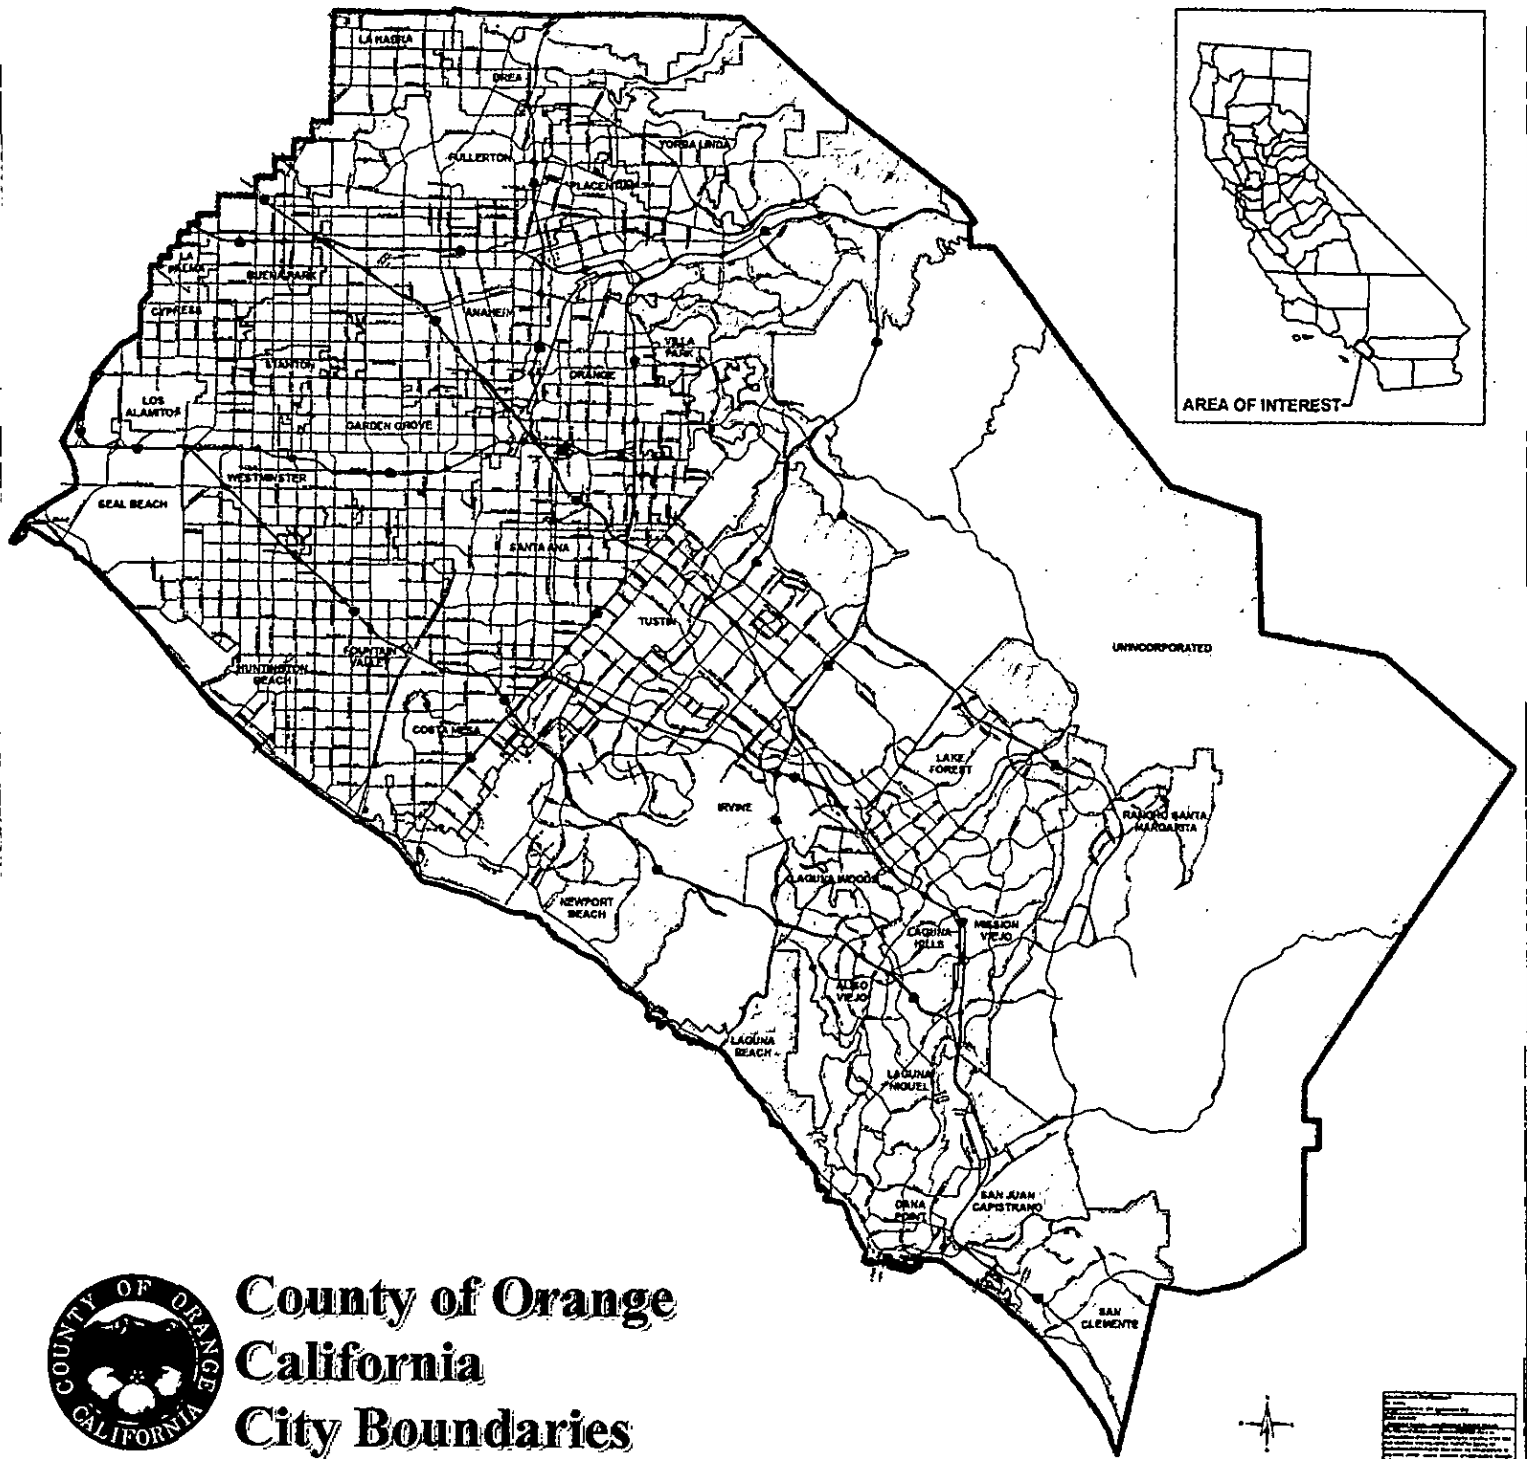 LA HABRA
BREA
FULLERTON
YORBA LINDA
PLACENTIA
LA
PALMA
BUENA PARK
CYPRESS
ANAHEIM
VILLA
PARK
STANTON
ORANGE
LOS
ALAMITOS
GARDEN GROVE
WESTMINSTER
SEAL BEACH
SANTA ANA
TUSTIN
FOUNTAIN
VALLEY
HUNTINGTON
BEACH
COSTA MESA
UNINCORPORATED
LAKE
FOREST
IRVINE
RANCHO SANTA
MARGARITA
LAGUNA WOODS
NEWPORT
BEACH
LAGUNA
HILLS
MISSION
VIEJO
ALISO
VIEJO
LAGUNA
BEACH
LAGUNA
NIGUEL
DANA
POINT
SAN JUAN
CAPISTRANO
SAN
CLEMENTE
AREA OF INTEREST
COUNTY OF ORANGE
CALIFORNIA
County of Orange
California
City Boundaries